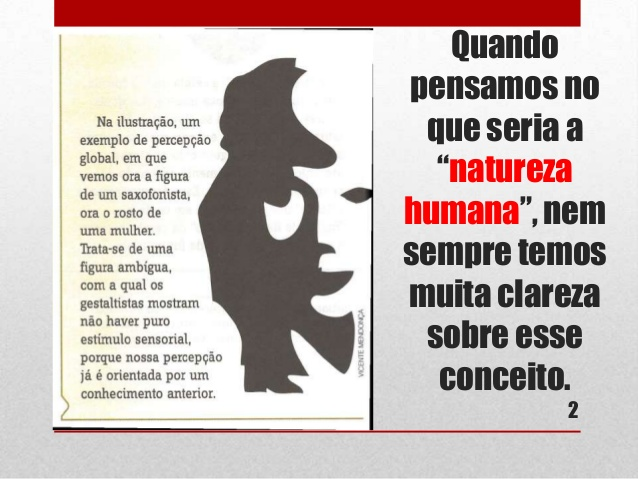 Na ilustração, um
exemplo de percepção
global, em que
vemos ora a figura
de um saxofonista,
ora o rosto de
uma mulher.
Trata-se de uma
figura ambígua,
com a qual os
gestaltistas mostram
não haver puro
estímulo sensorial,
porque nossa percepção
já é orientada por um
conhecimento anterior.
VICENTE MENDONÇA
Quando
pensamos no
que seria a
“natureza
humana”, nem
sempre temos
muita clareza
sobre esse
conceito.
2